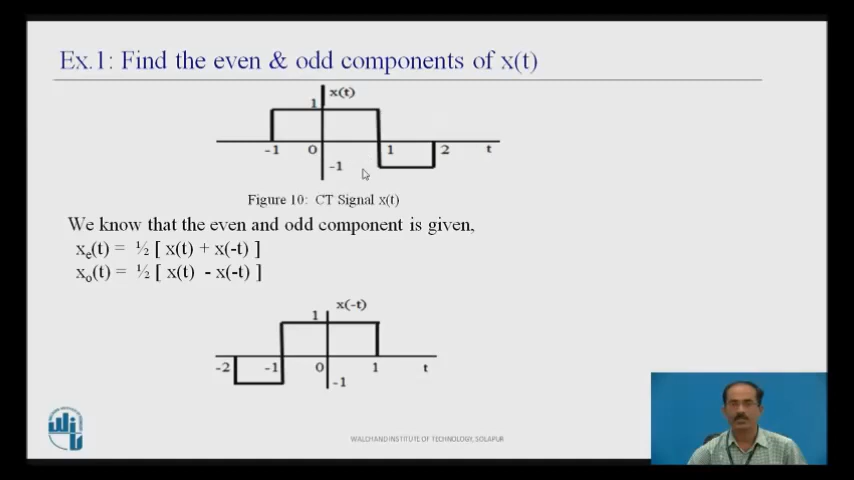 Ex.1: Find the even & odd components of x(t)
x(t)
1
-1 0 1 2 t
-1
Figure 10: CT Signal x(t)
We know that the even and odd component is given,
xₑ(t) = ½ [ x(t) + x(-t) ]
xₒ(t) = ½ [ x(t) - x(-t) ]
x(-t)
1
-2 -1 0 1 t
-1
WALCHAND INSTITUTE OF TECHNOLOGY, SOLAPUR